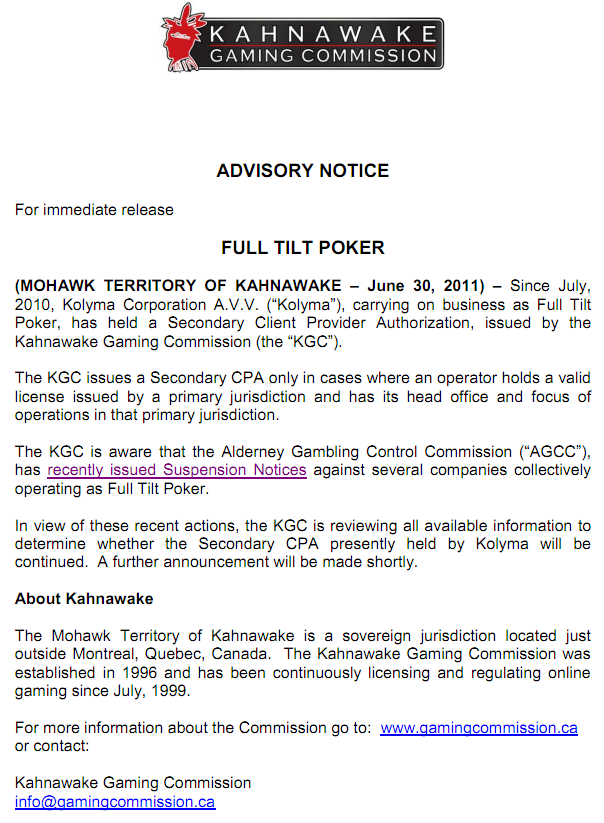 KAHNAWAKE
GAMING COMMISSION
ADVISORY NOTICE
For immediate release
FULL TILT POKER
(MOHAWK TERRITORY OF KAHNAWAKE – June 30, 2011) – Since July,
2010, Kolyma Corporation A.V.V. (“Kolyma”), carrying on business as Full Tilt
Poker, has held a Secondary Client Provider Authorization, issued by the
Kahnawake Gaming Commission (the “KGC”).
The KGC issues a Secondary CPA only in cases where an operator holds a valid
license issued by a primary jurisdiction and has its head office and focus of
operations in that primary jurisdiction.
The KGC is aware that the Alderney Gambling Control Commission (“AGCC”),
has recently issued Suspension Notices against several companies collectively
operating as Full Tilt Poker.
In view of these recent actions, the KGC is reviewing all available information to
determine whether the Secondary CPA presently held by Kolyma will be
continued.  A further announcement will be made shortly.
About Kahnawake
The Mohawk Territory of Kahnawake is a sovereign jurisdiction located just
outside Montreal, Quebec, Canada.  The Kahnawake Gaming Commission was
established in 1996 and has been continuously licensing and regulating online
gaming since July, 1999.
For more information about the Commission go to:  www.gamingcommission.ca
or contact:
Kahnawake Gaming Commission
info@gamingcommission.ca